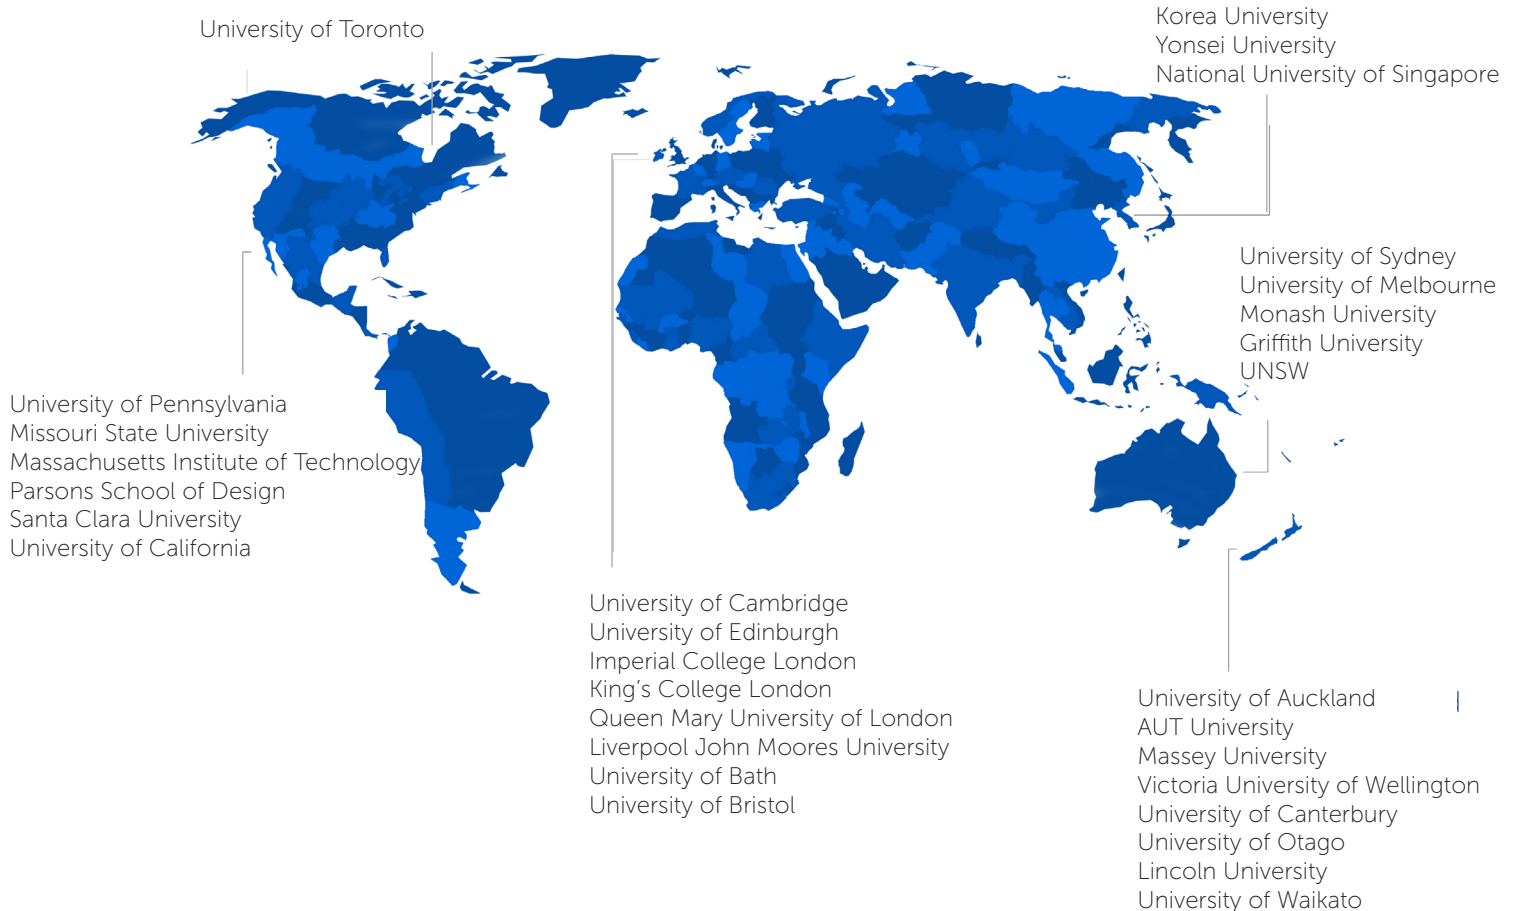 University of Toronto
Korea University
Yonsei University
National University of Singapore
University of Sydney
University of Melbourne
Monash University
Griffith University
UNSW
University of Pennsylvania
Missouri State University
Massachusetts Institute of Technology
Parsons School of Design
Santa Clara University
University of California
University of Cambridge
University of Edinburgh
Imperial College London
King's College London
Queen Mary University of London
Liverpool John Moores University
University of Bath
University of Bristol
University of Auckland
AUT University
Massey University
Victoria University of Wellington
University of Canterbury
University of Otago
Lincoln University
University of Waikato